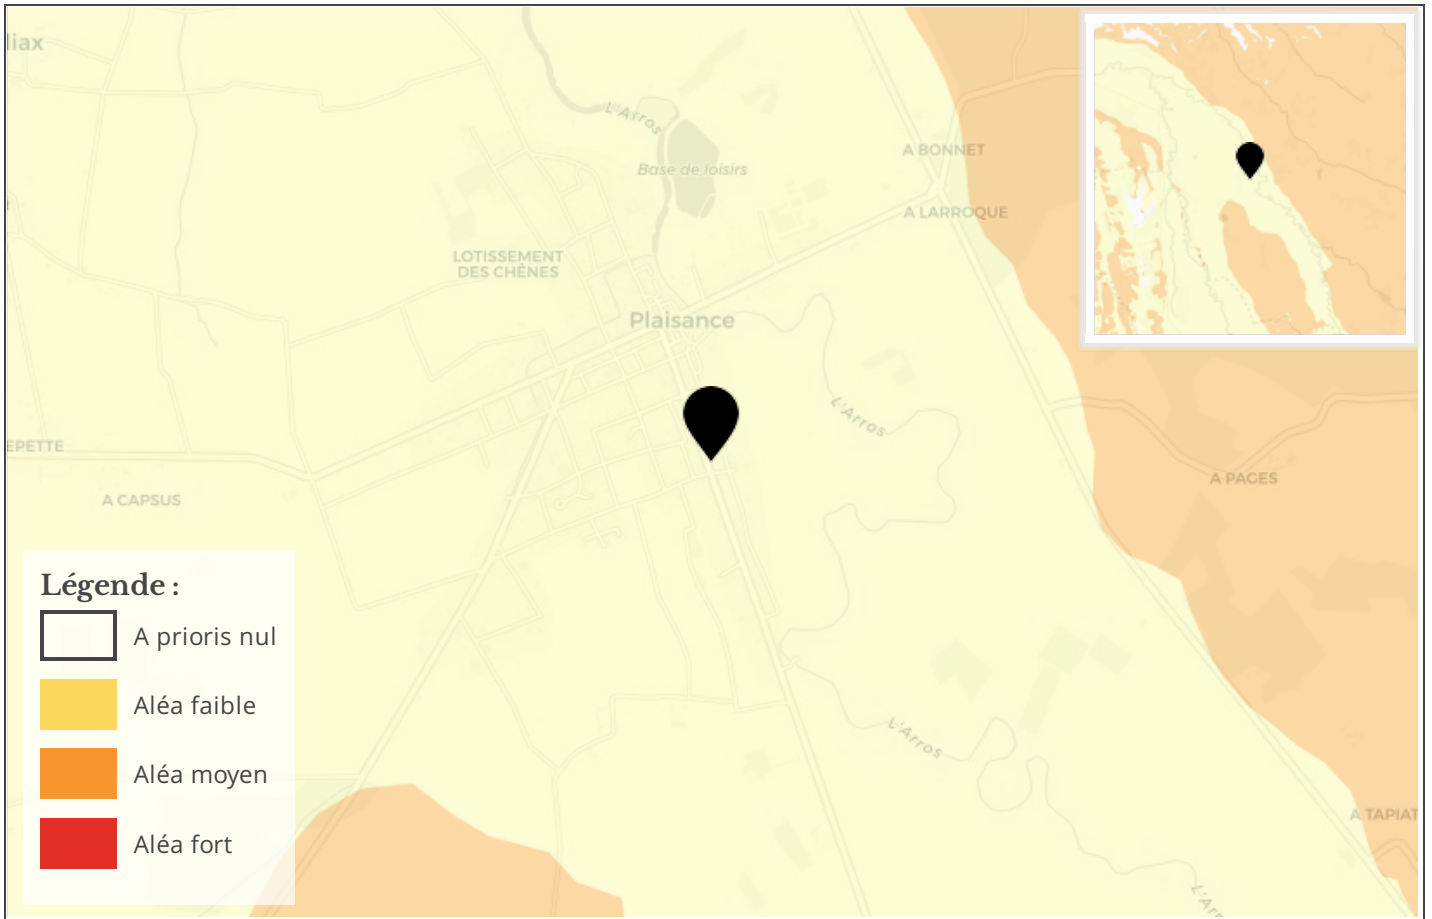 liax
L'Arros
Base de loisirs
A BONNET
A LARROQUE
LOTISSEMENT
DES CHÊNES
Plaisance
L'Arros
EPETTE
A CAPSUS
A PAGES
Légende :
A prioris nul
Aléa faible
Aléa moyen
Aléa fort
L'Arros
A TAPIAT
L'Arr